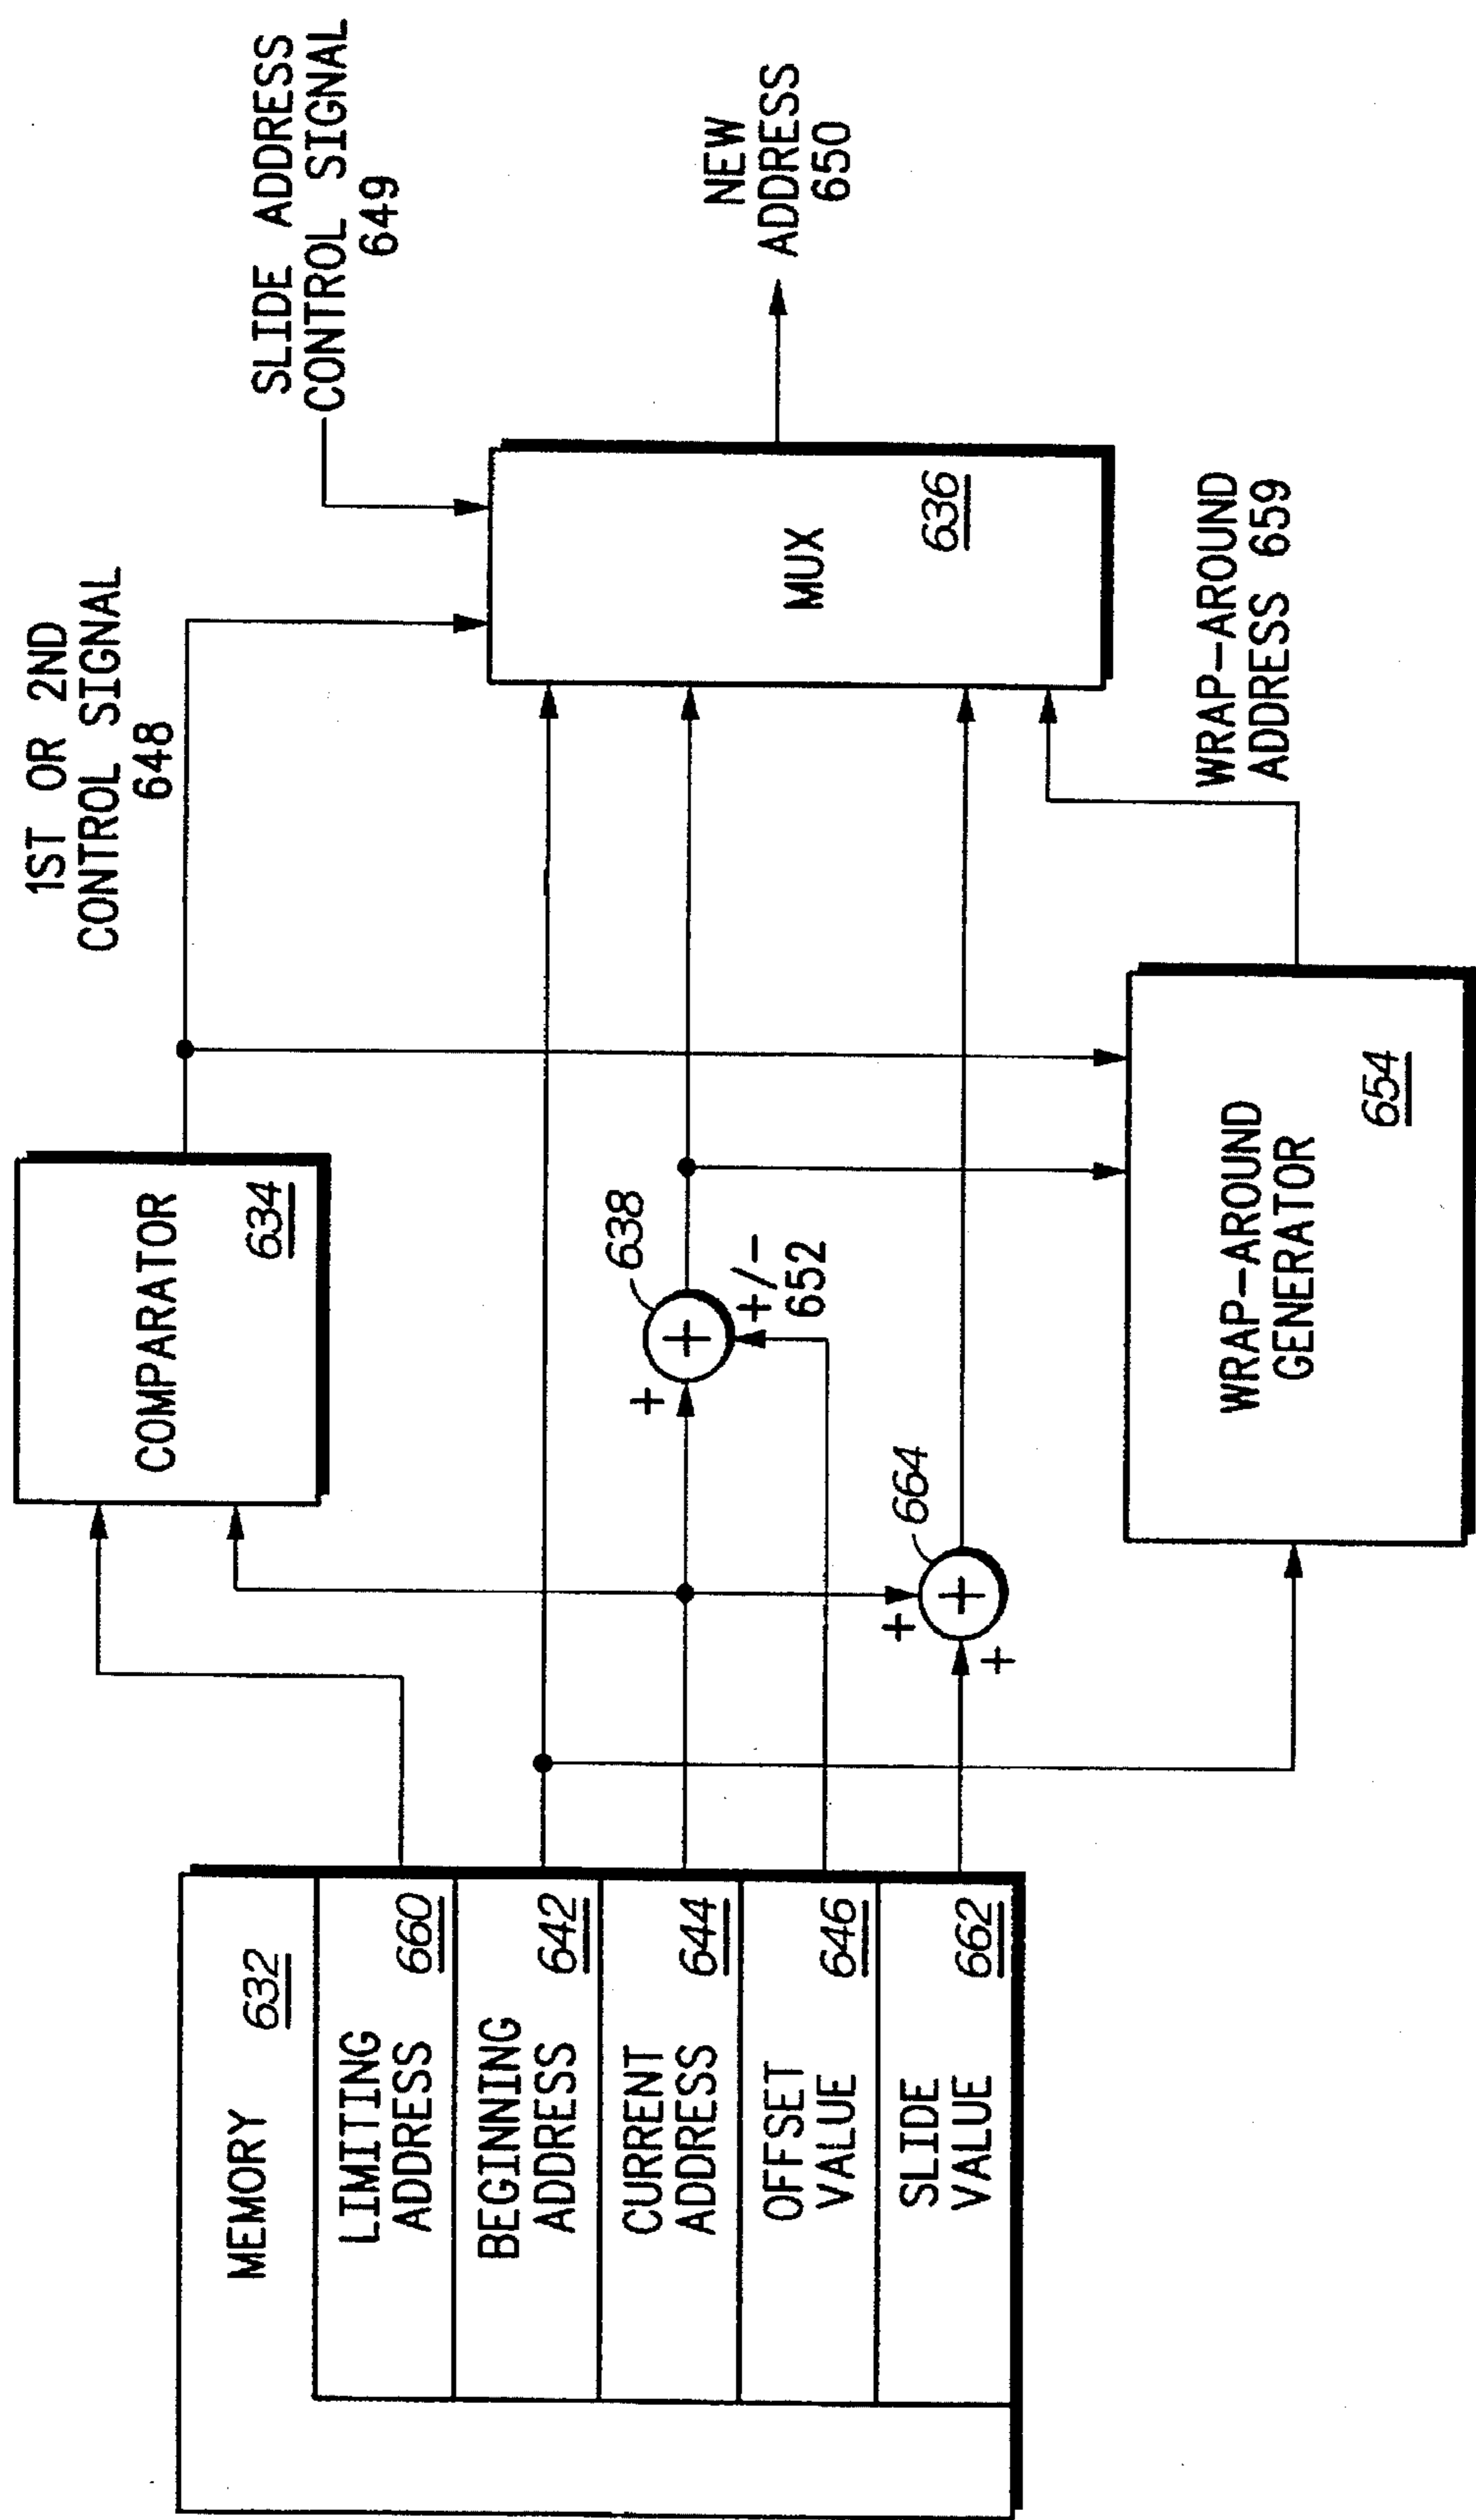 MEMORY
632
LIMITING
ADDRESS
660
BEGINNING
ADDRESS
642
CURRENT
ADDRESS
644
OFFSET
VALUE
646
SLIDE
VALUE
662
COMPARATOR
634
1ST OR 2ND
CONTROL SIGNAL
648
SLIDE ADDRESS
CONTROL SIGNAL
649
638
+
+
+/-
652
664
+
+
+
MUX
636
NEW
ADDRESS
650
WRAP-AROUND
GENERATOR
654
WRAP-AROUND
ADDRESS 659